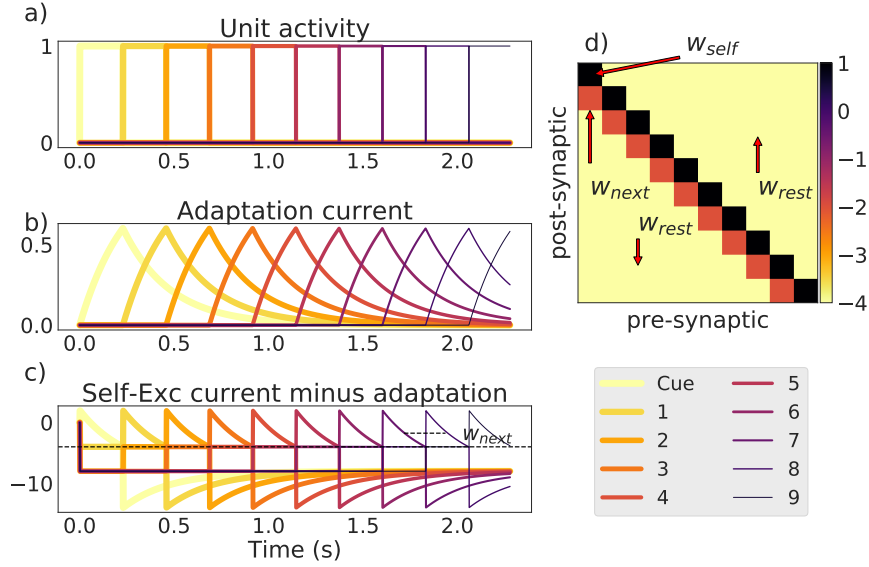 a)
Unit activity
1
0
0.0 0.5 1.0 1.5 2.0
b)
Adaptation current
0.5
0.0
0.0 0.5 1.0 1.5 2.0
c)
Self-Exc current minus adaptation
0
−10
w_next
0.0 0.5 1.0 1.5 2.0
Time (s)
d)
w_self
w_next
w_rest
w_rest
post-synaptic
pre-synaptic
1
0
−1
−2
−3
−4
Cue
1
2
3
4
5
6
7
8
9